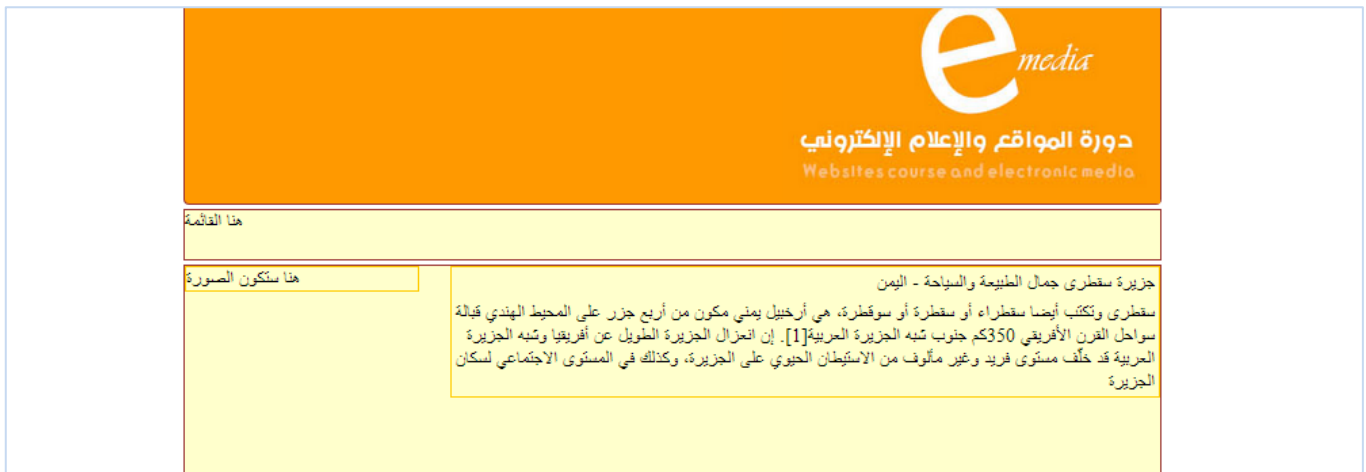 e media
دورة المواقع والإعلام الإلكتروني
Websites course and electronic media
هنا القائمة
جزيرة سقطرى جمال الطبيعة والسياحة - اليمن
سقطرى وتكتب أيضا سقطراء أو سقطرة أو سوقطرة، هي أرخبيل يمني مكون من أربع جزر على المحيط الهندي قبالة
سواحل القرن الأفريقي 350كم جنوب شبه الجزيرة العربية[1]. إن انعزال الجزيرة الطويل عن أفريقيا وشبه الجزيرة
العربية قد خلّف مستوى فريد وغير مألوف من الاستيطان الحيوي على الجزيرة، وكذلك في المستوى الاجتماعي لسكان
الجزيرة
هنا ستكون الصورة